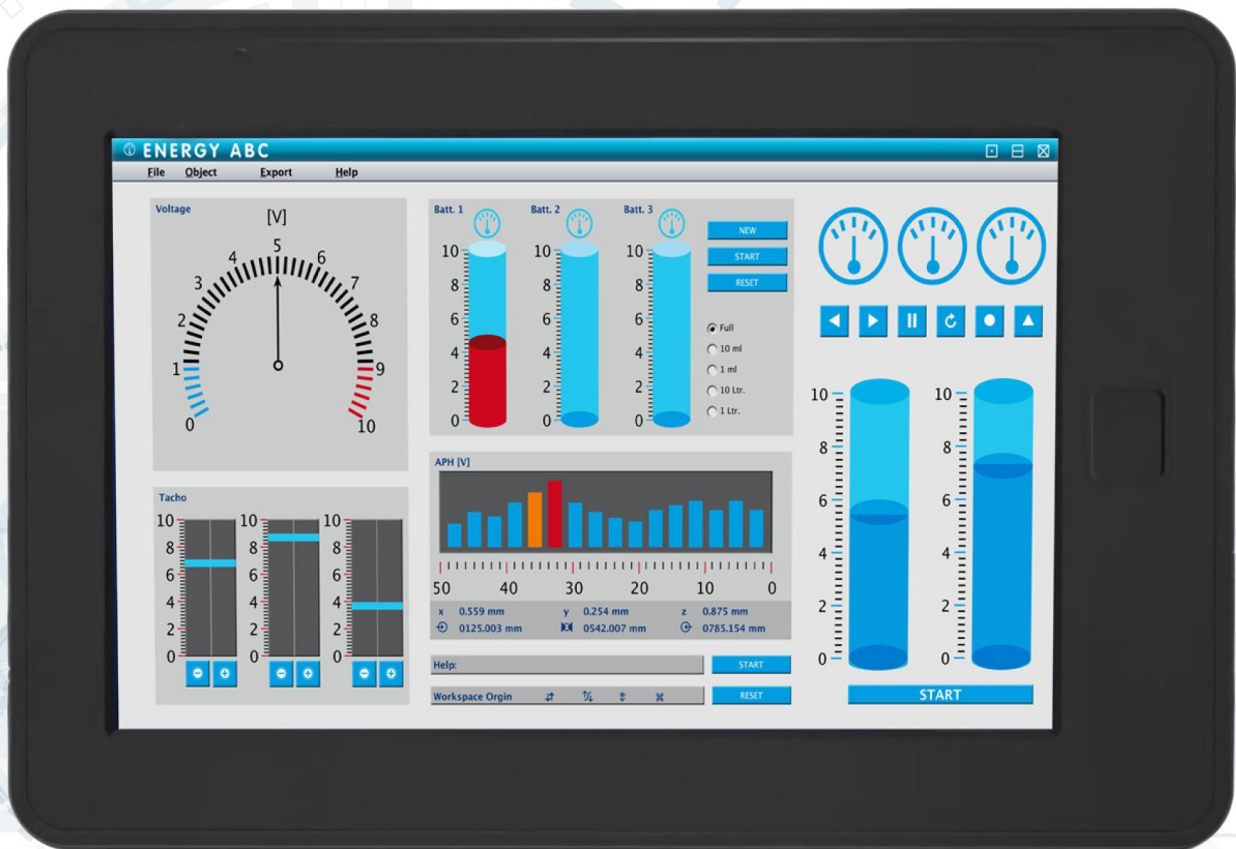 ENERGY ABC
File Object Export Help
Voltage
[V]
0 1 2 3 4 5 6 7 8 9 10
Batt. 1 Batt. 2 Batt. 3
10 10 10
8 8 8
6 6 6
4 4 4
2 2 2
0 0 0
NEW
START
RESET
Full
10 ml
1 ml
10 Ltr.
1 Ltr.
Tacho
10 10 10
8 8 8
6 6 6
4 4 4
2 2 2
0 0 0
APH [V]
50 40 30 20 10 0
x 0.559 mm y 0.254 mm z 0.875 mm
0125.003 mm 0542.007 mm 0785.154 mm
Help: START
Workspace Orgin RESET
10 10
8 8
6 6
4 4
2 2
0 0
START